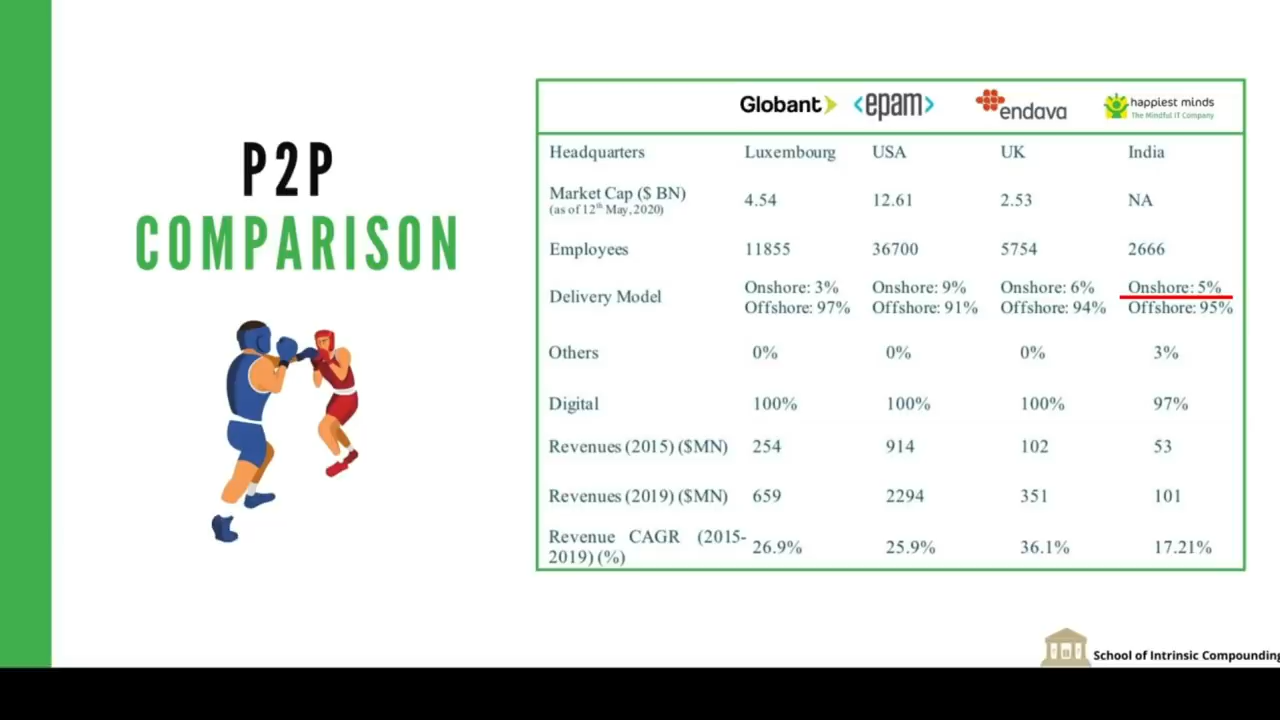 P2P
COMPARISON
Globant epam endava happiest minds
The Mindful IT Company
Headquarters Luxembourg USA UK India
Market Cap ($ BN) 4.54 12.61 2.53 NA
(as of 12th May, 2020)
Employees 11855 36700 5754 2666
Delivery Model Onshore: 3% Onshore: 9% Onshore: 6% Onshore: 5%
Offshore: 97% Offshore: 91% Offshore: 94% Offshore: 95%
Others 0% 0% 0% 3%
Digital 100% 100% 100% 97%
Revenues (2015) ($MN) 254 914 102 53
Revenues (2019) ($MN) 659 2294 351 101
Revenue CAGR (2015-
2019) (%) 26.9% 25.9% 36.1% 17.21%
School of Intrinsic Compounding